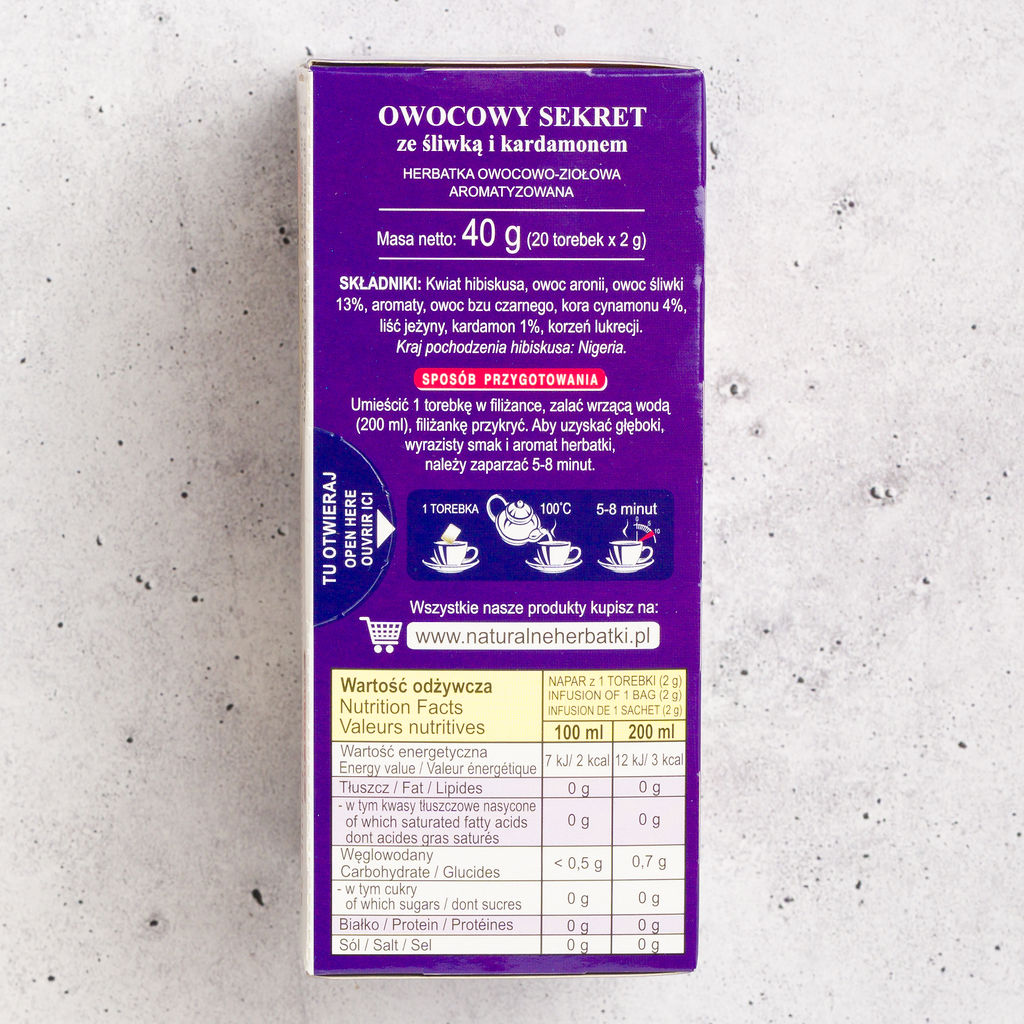 OWOCOWY SEKRET
ze śliwką i kardamonem
HERBATKA OWOCOWO-ZIOŁOWA
AROMATYZOWANA
Masa netto: 40 g (20 torebek x 2 g)
SKŁADNIKI: Kwiat hibiskusa, owoc aronii, owoc śliwki
13%, aromaty, owoc bzu czarnego, kora cynamonu 4%,
liść jeżyny, kardamon 1%, korzeń lukrecji.
Kraj pochodzenia hibiskusa: Nigeria.
SPOSÓB PRZYGOTOWANIA
Umieścić 1 torebkę w filiżance, zalać wrzącą wodą
(200 ml), filiżankę przykryć. Aby uzyskać głęboki,
wyrazisty smak i aromat herbatki,
należy zaparzać 5-8 minut.
TU OTWIERAJ
OPEN HERE
OUVRIR ICI
1 TOREBKA 100°C 5-8 minut
0 5 10
Wszystkie nasze produkty kupisz na:
www.naturalneherbatki.pl
Wartość odżywcza
Nutrition Facts
Valeurs nutritives
NAPAR z 1 TOREBKI (2 g)
INFUSION OF 1 BAG (2 g)
INFUSION DE 1 SACHET (2 g)
100 ml 200 ml
Wartość energetyczna
Energy value / Valeur énergétique 7 kJ/ 2 kcal 12 kJ/ 3 kcal
Tłuszcz / Fat / Lipides 0 g 0 g
- w tym kwasy tłuszczowe nasycone
of which saturated fatty acids 0 g 0 g
dont acides gras saturés
Węglowodany
Carbohydrate / Glucides < 0,5 g 0,7 g
- w tym cukry
of which sugars / dont sucres 0 g 0 g
Białko / Protein / Protéines 0 g 0 g
Sól / Salt / Sel 0 g 0 g